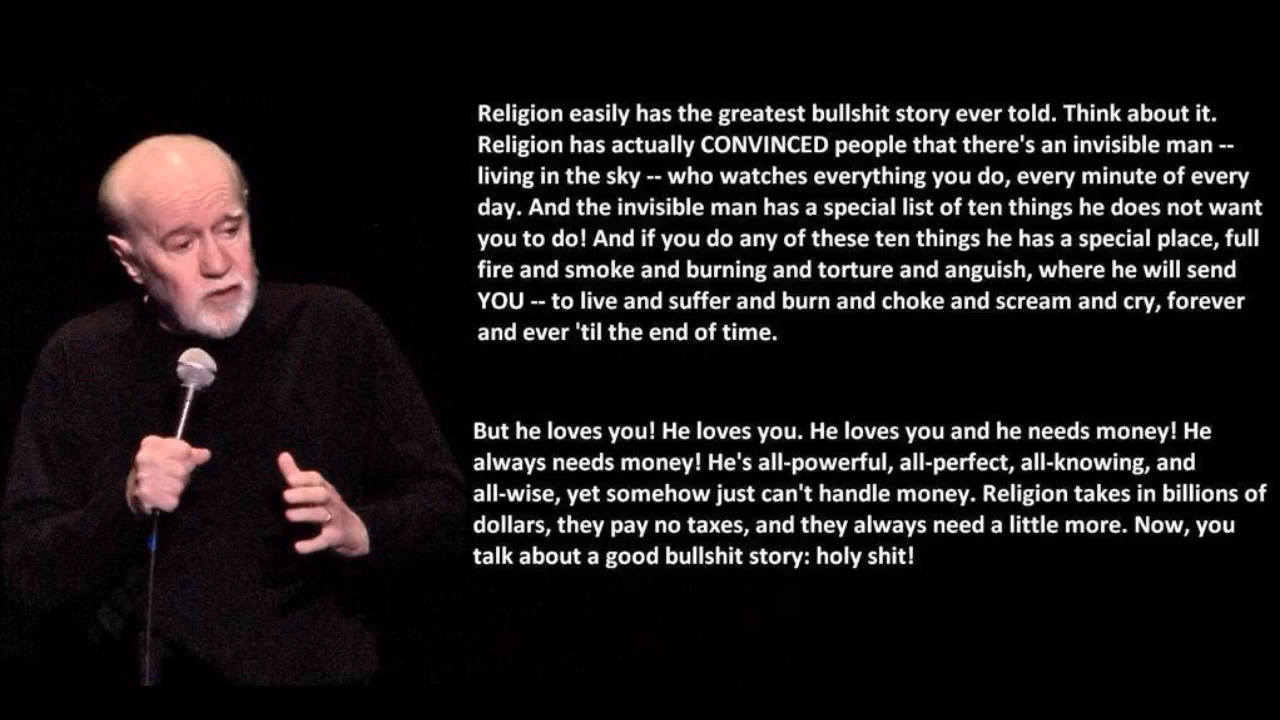 Religion easily has the greatest bullshit story ever told. Think about it.
Religion has actually CONVINCED people that there's an invisible man --
living in the sky -- who watches everything you do, every minute of every
day. And the invisible man has a special list of ten things he does not want
you to do! And if you do any of these ten things he has a special place, full
fire and smoke and burning and torture and anguish, where he will send
YOU -- to live and suffer and burn and choke and scream and cry, forever
and ever 'til the end of time.
But he loves you! He loves you. He loves you and he needs money! He
always needs money! He's all-powerful, all-perfect, all-knowing, and
all-wise, yet somehow just can't handle money. Religion takes in billions of
dollars, they pay no taxes, and they always need a little more. Now, you
talk about a good bullshit story: holy shit!